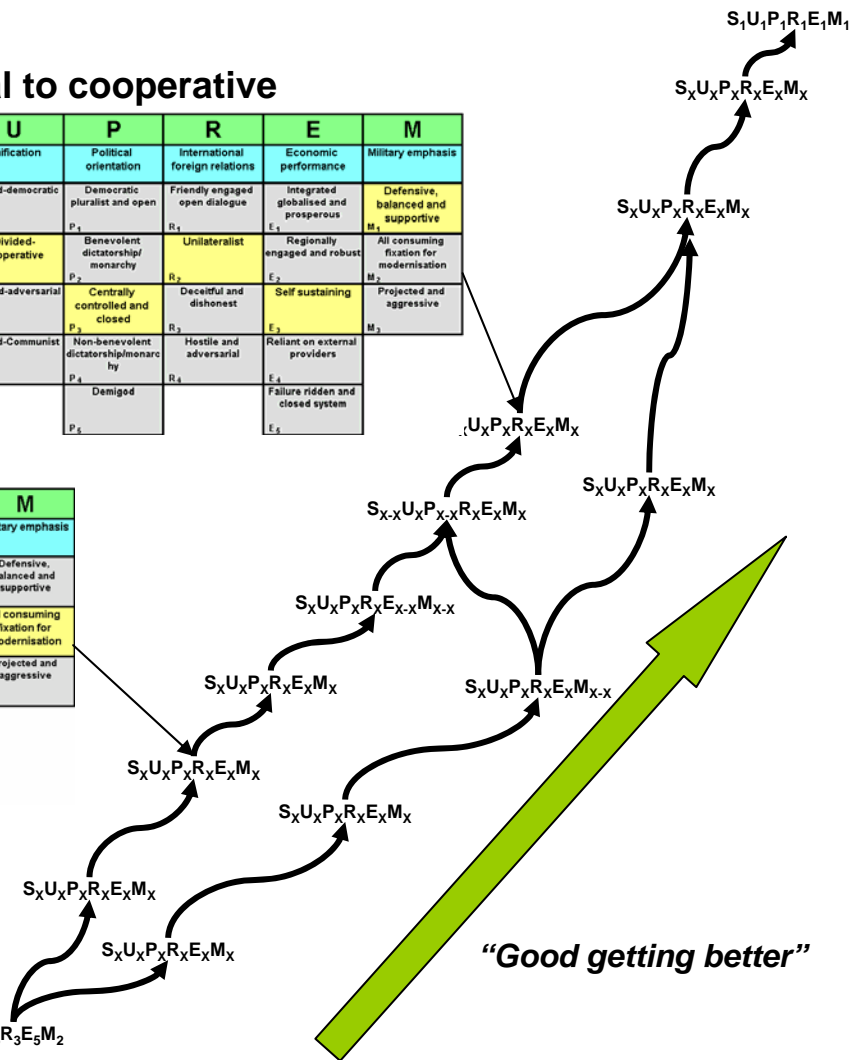 S₁U₁P₁R₁E₁M₁
SₓUₓPₓRₓEₓMₓ
al to cooperative
U P R E M
ification
Political
orientation
International
foreign relations
Economic
performance
Military emphasis
d-democratic
Democratic
pluralist and open
P₁
Friendly engaged
open dialogue
R₁
Integrated
globalised and
prosperous
E₁
Defensive,
balanced and
supportive
M₁
ivided-
operative
Benevolent
dictatorship/
monarchy
P₂
Unilateralist
R₂
Regionally
engaged and robust
E₂
All consuming
fixation for
modernisation
M₂
d-adversarial
Centrally
controlled and
closed
P₃
Deceitful and
dishonest
R₃
Self sustaining
E₃
Projected and
aggressive
M₃
d-Communist
Non-benevolent
dictatorship/monarc
hy
P₄
Hostile and
adversarial
R₄
Reliant on external
providers
E₄
Demigod
P₅
Failure ridden and
closed system
E₅
SₓUₓPₓRₓEₓMₓ
ₓUₓPₓRₓEₓMₓ
SₓUₓPₓRₓEₓMₓ
Sₓ₋ₓUₓPₓ₋ₓRₓEₓMₓ
M
tary emphasis
Defensive,
alanced and
supportive
consuming
fixation for
odernisation
rojected and
aggressive
SₓUₓPₓRₓEₓ₋ₓMₓ₋ₓ
SₓUₓPₓRₓEₓMₓ
SₓUₓPₓRₓEₓMₓ₋ₓ
SₓUₓPₓRₓEₓMₓ
SₓUₓPₓRₓEₓMₓ
SₓUₓPₓRₓEₓMₓ
SₓUₓPₓRₓEₓMₓ
“Good getting better”
R₃E₅M₂